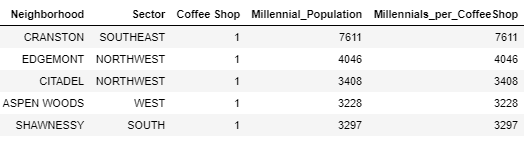 Neighborhood Sector Coffee Shop Millennial_Population Millennials_per_CoffeeShop
CRANSTON SOUTHEAST 1 7611 7611
EDGEMONT NORTHWEST 1 4046 4046
CITADEL NORTHWEST 1 3408 3408
ASPEN WOODS WEST 1 3228 3228
SHAWNESSY SOUTH 1 3297 3297